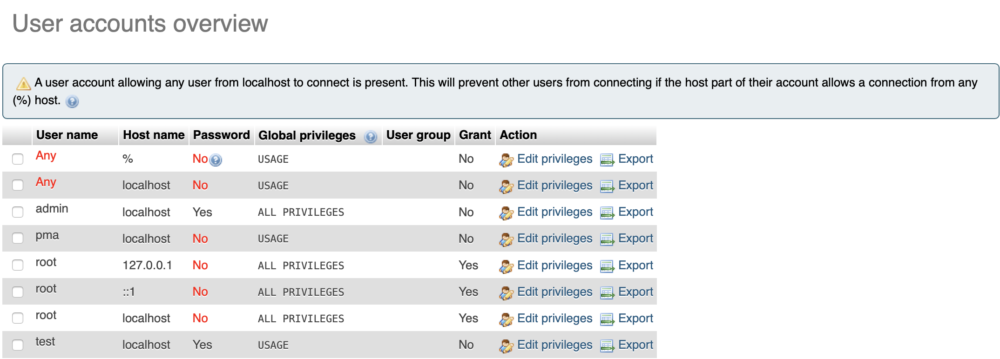 User accounts overview
A user account allowing any user from localhost to connect is present. This will prevent other users from connecting if the host part of their account allows a connection from any
(%) host.
User name Host name Password Global privileges User group Grant Action
Any % No USAGE No Edit privileges Export
Any localhost No USAGE No Edit privileges Export
admin localhost Yes ALL PRIVILEGES No Edit privileges Export
pma localhost No USAGE No Edit privileges Export
root 127.0.0.1 No ALL PRIVILEGES Yes Edit privileges Export
root ::1 No ALL PRIVILEGES Yes Edit privileges Export
root localhost No ALL PRIVILEGES Yes Edit privileges Export
test localhost Yes USAGE No Edit privileges Export